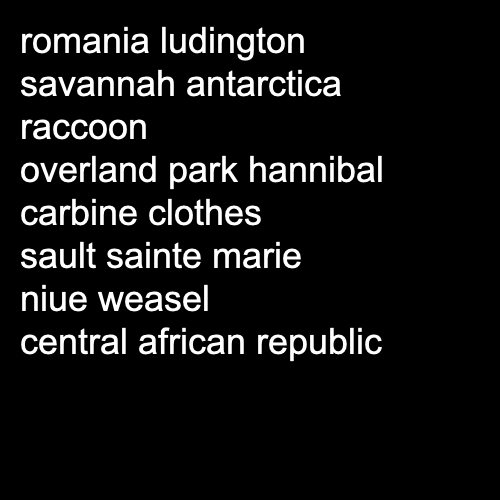 romania ludington
savannah antarctica
raccoon
overland park hannibal
carbine clothes
sault sainte marie
niue weasel
central african republic